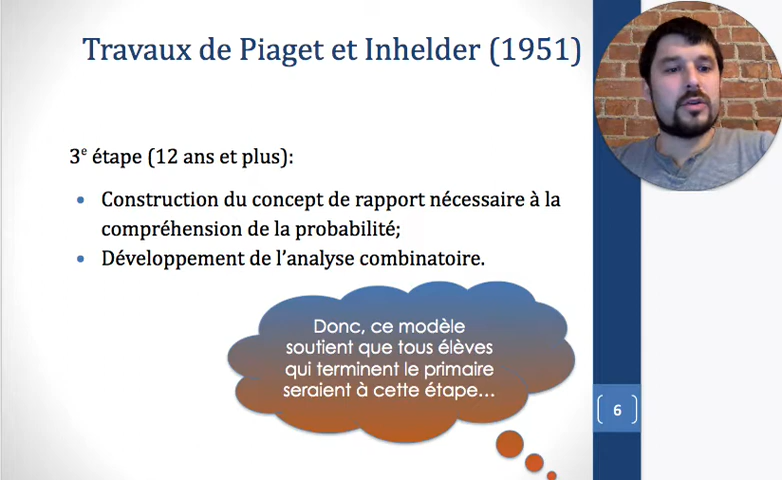 Travaux de Piaget et Inhelder (1951)
3e étape (12 ans et plus):
• Construction du concept de rapport nécessaire à la
compréhension de la probabilité;
• Développement de l'analyse combinatoire.
Donc, ce modèle
soutient que tous élèves
qui terminent le primaire
seraient à cette étape…
6